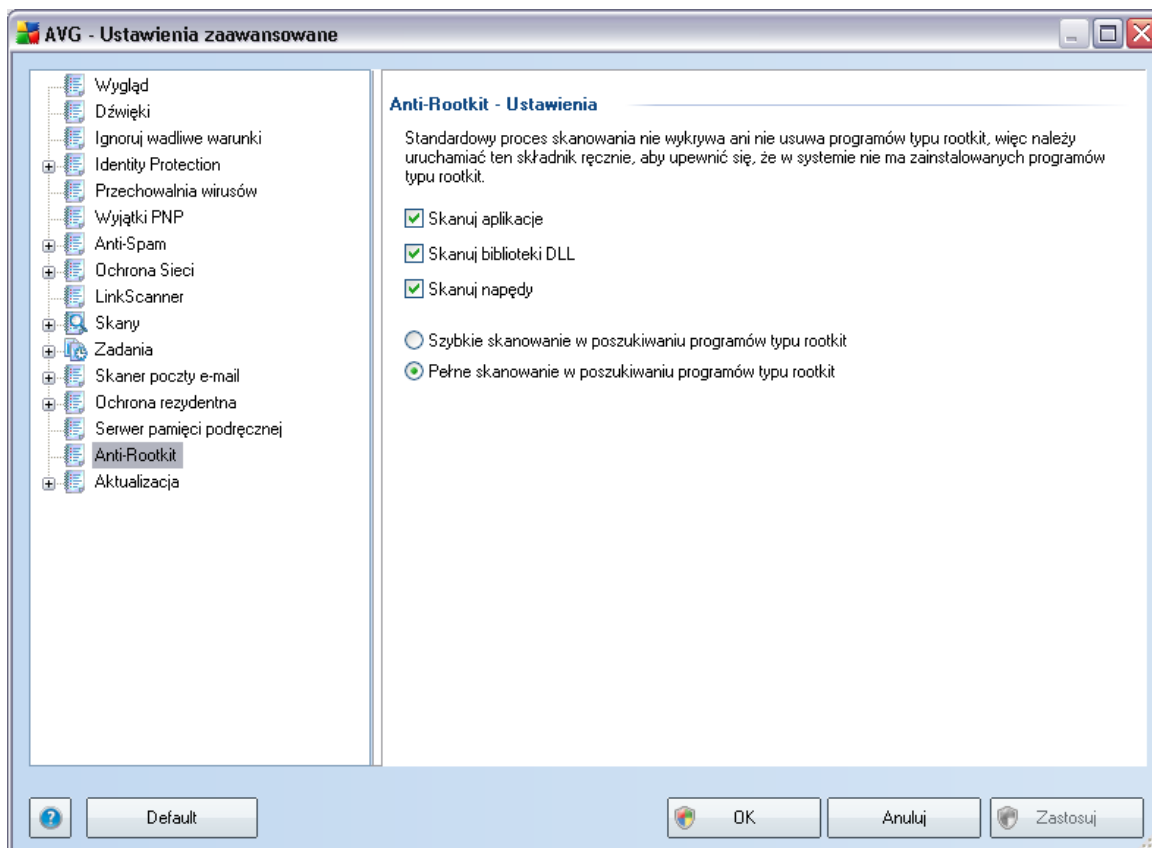 AVG - Ustawienia zaawansowane
Wygląd
Dźwięki
Ignoruj wadliwe warunki
Identity Protection
Przechowalnia wirusów
Wyjątki PNP
Anti-Spam
Ochrona Sieci
LinkScanner
Skany
Zadania
Skaner poczty e-mail
Ochrona rezydentna
Serwer pamięci podręcznej
Anti-Rootkit
Aktualizacja
Anti-Rootkit - Ustawienia
Standardowy proces skanowania nie wykrywa ani nie usuwa programów typu rootkit, więc należy
uruchamiać ten składnik ręcznie, aby upewnić się, że w systemie nie ma zainstalowanych programów
typu rootkit.
Skanuj aplikacje
Skanuj biblioteki DLL
Skanuj napędy
Szybkie skanowanie w poszukiwaniu programów typu rootkit
Pełne skanowanie w poszukiwaniu programów typu rootkit
Default
OK
Anuluj
Zastosuj